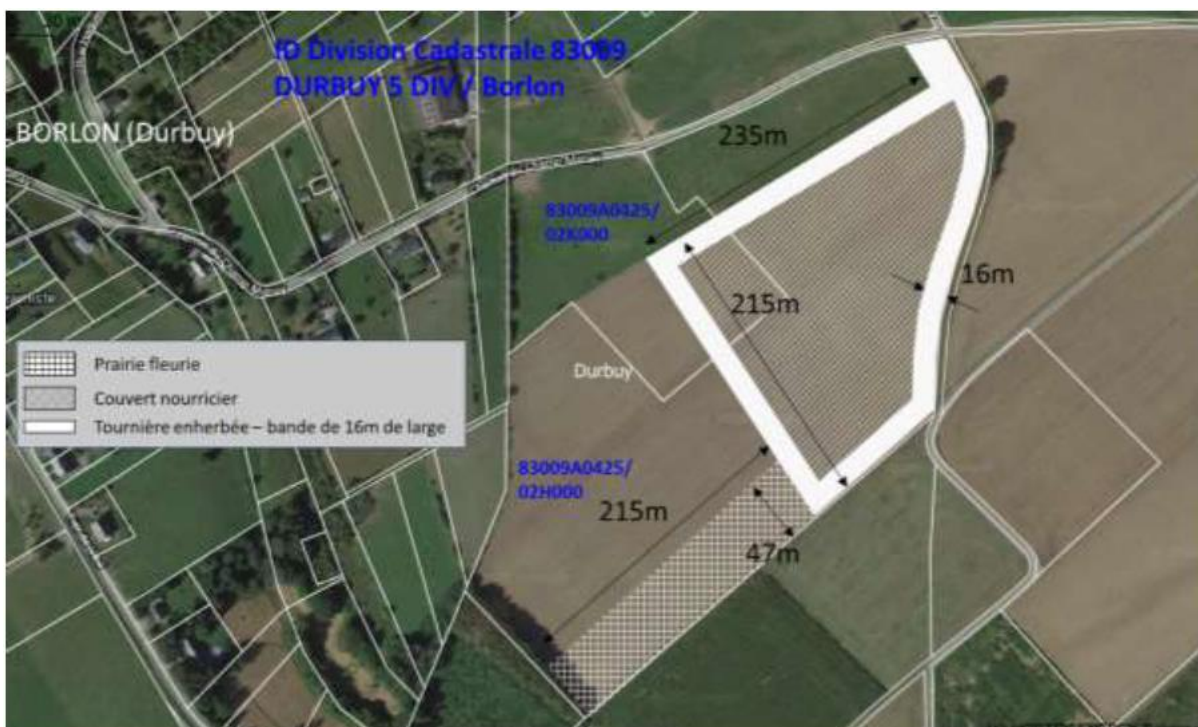 fD Division Cadastrale 83009
DURBUY 5 DIV / Borlon
BORLON (Durbuy)
235m
83009A0425/
02K000
16m
215m
Prairie fleurie
Durbuy
Couvert nourricier
Tournière enherbée – bande de 16m de large
83009A0425/
02H000
215m
47m